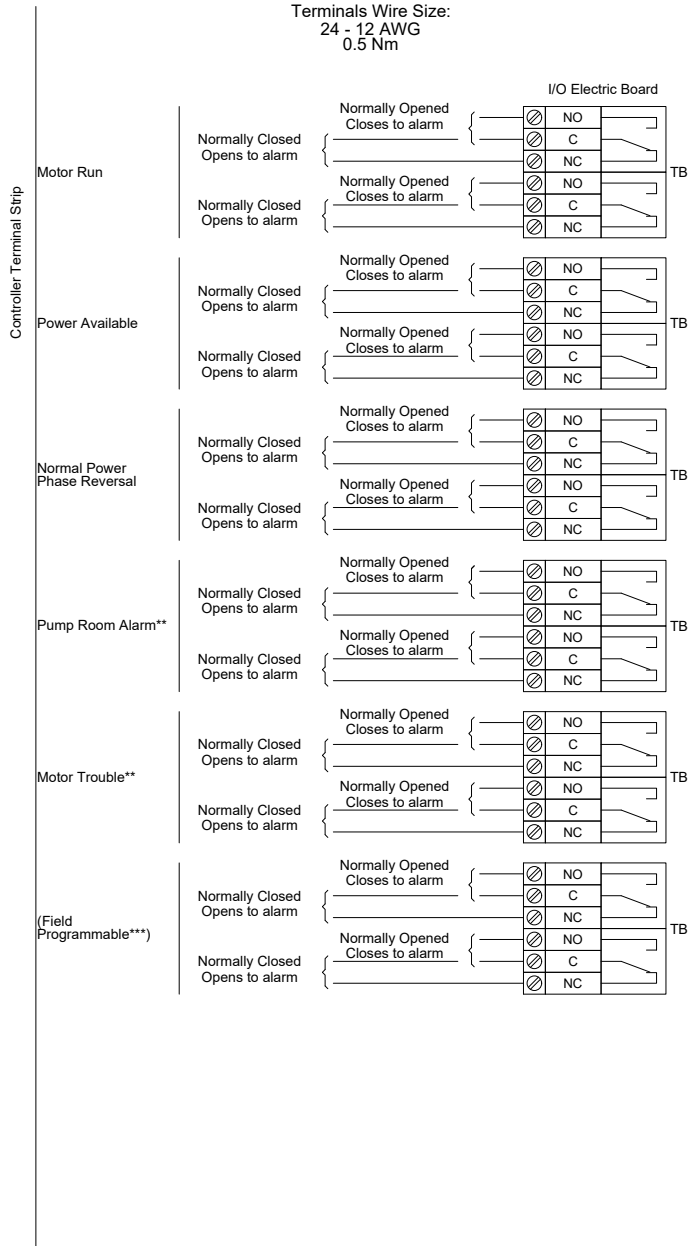 Terminals Wire Size:
24 - 12 AWG
0.5 Nm
I/O Electric Board
Controller Terminal Strip
Motor Run
Normally Opened
Closes to alarm
Normally Closed
Opens to alarm
Normally Opened
Closes to alarm
Normally Closed
Opens to alarm
NO
C
NC
NO
C
NC
TB
Power Available
Normally Opened
Closes to alarm
Normally Closed
Opens to alarm
Normally Opened
Closes to alarm
Normally Closed
Opens to alarm
NO
C
NC
NO
C
NC
TB
Normal Power
Phase Reversal
Normally Opened
Closes to alarm
Normally Closed
Opens to alarm
Normally Opened
Closes to alarm
Normally Closed
Opens to alarm
NO
C
NC
NO
C
NC
TB
Pump Room Alarm**
Normally Opened
Closes to alarm
Normally Closed
Opens to alarm
Normally Opened
Closes to alarm
Normally Closed
Opens to alarm
NO
C
NC
NO
C
NC
TB
Motor Trouble**
Normally Opened
Closes to alarm
Normally Closed
Opens to alarm
Normally Opened
Closes to alarm
Normally Closed
Opens to alarm
NO
C
NC
NO
C
NC
TB
(Field
Programmable***)
Normally Opened
Closes to alarm
Normally Closed
Opens to alarm
Normally Opened
Closes to alarm
Normally Closed
Opens to alarm
NO
C
NC
NO
C
NC
TB